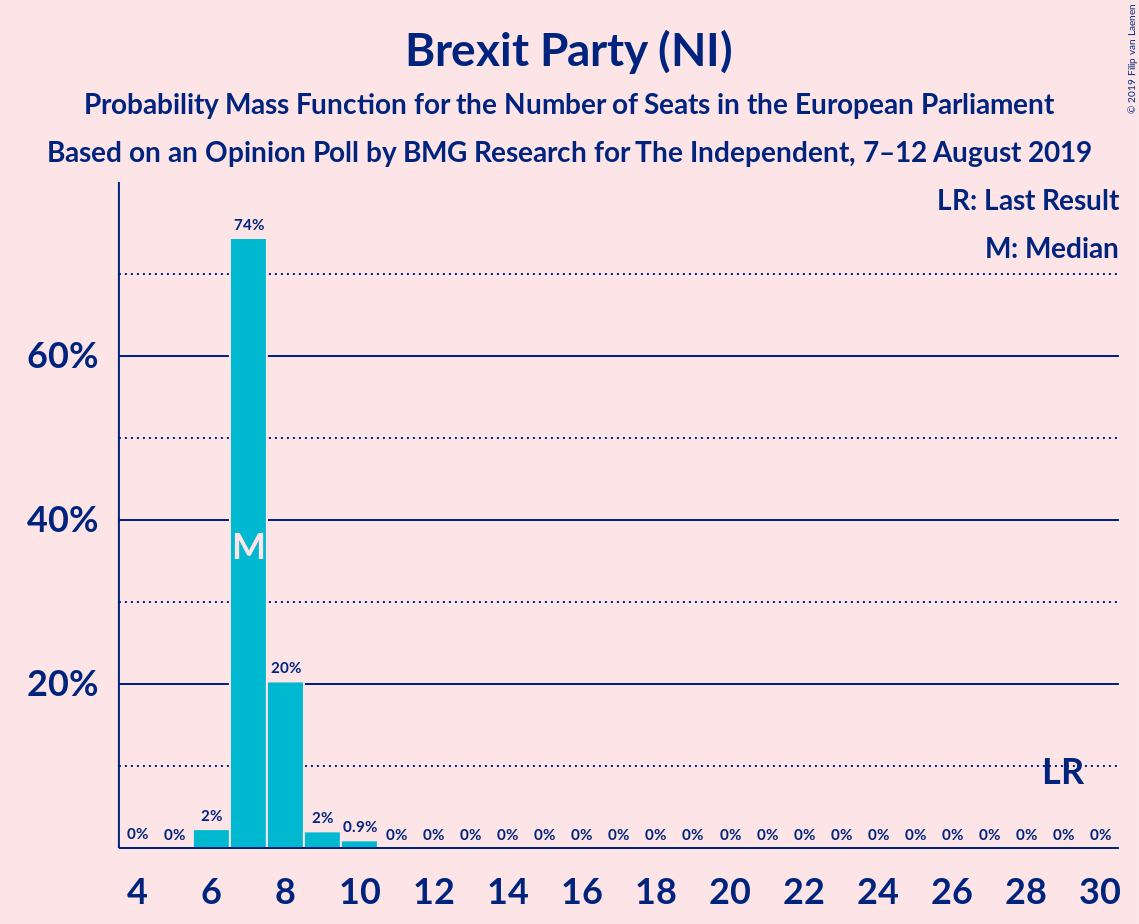 Brexit Party (NI)
Probability Mass Function for the Number of Seats in the European Parliament
Based on an Opinion Poll by BMG Research for The Independent, 7–12 August 2019
© 2019 Filip van Laenen
LR: Last Result
M: Median
74%
60%
40%
M
20%
20%
LR
0% 0% 2% 2% 0.9% 0% 0% 0% 0% 0% 0% 0% 0% 0% 0% 0% 0% 0% 0% 0% 0% 0% 0% 0% 0%
4 6 8 10 12 14 16 18 20 22 24 26 28 30